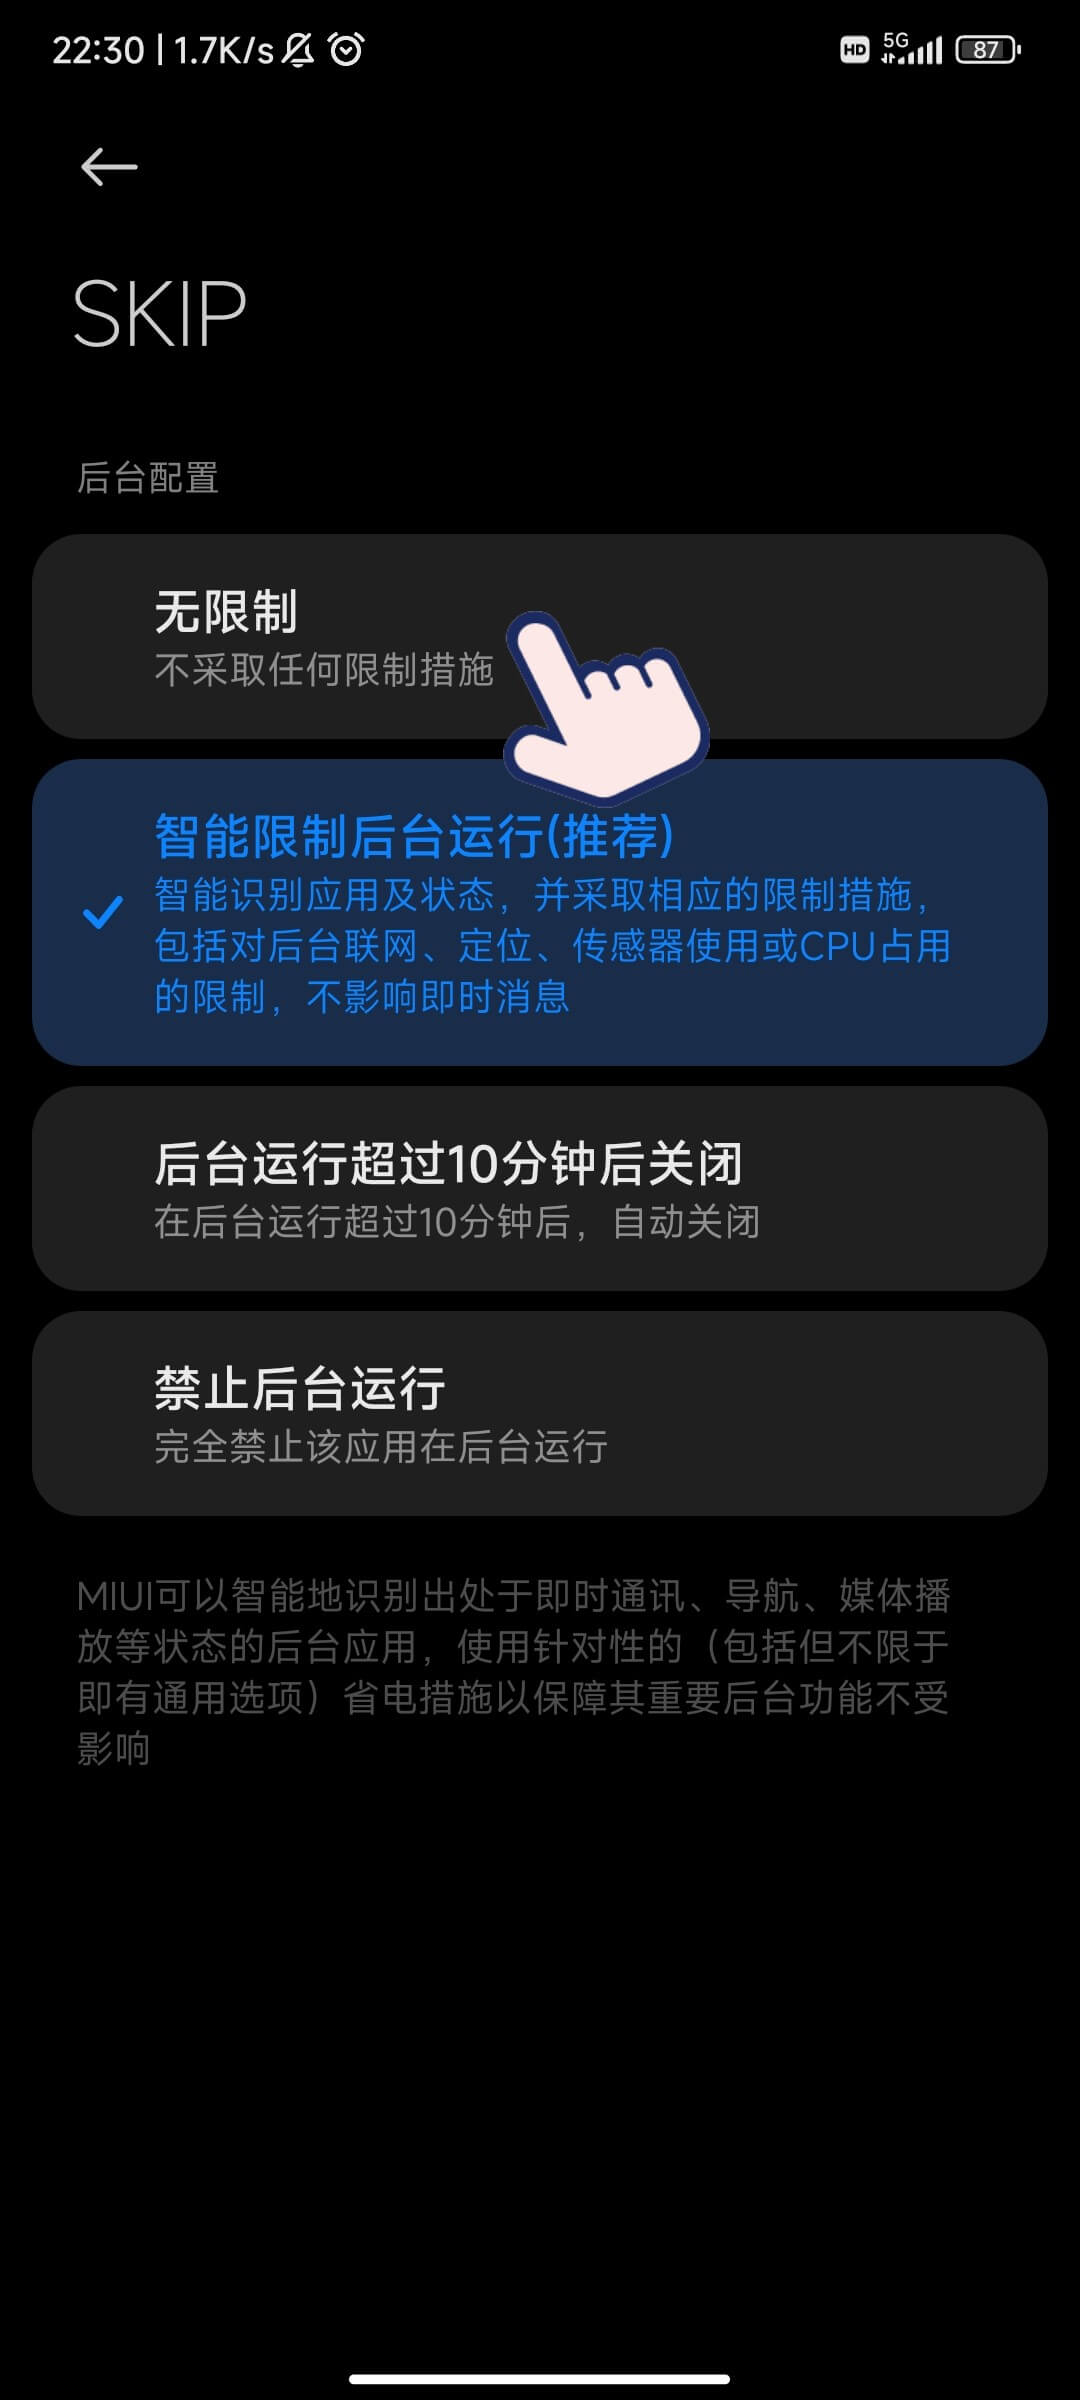 22:30 | 1.7K/s
HD 5G 87
SKIP
后台配置
无限制
不采取任何限制措施
智能限制后台运行(推荐)
智能识别应用及状态，并采取相应的限制措施，
包括对后台联网、定位、传感器使用或CPU占用
的限制，不影响即时消息
后台运行超过10分钟后关闭
在后台运行超过10分钟后，自动关闭
禁止后台运行
完全禁止该应用在后台运行
MIUI可以智能地识别出处于即时通讯、导航、媒体播
放等状态的后台应用，使用针对性的（包括但不限于
即有通用选项）省电措施以保障其重要后台功能不受
影响